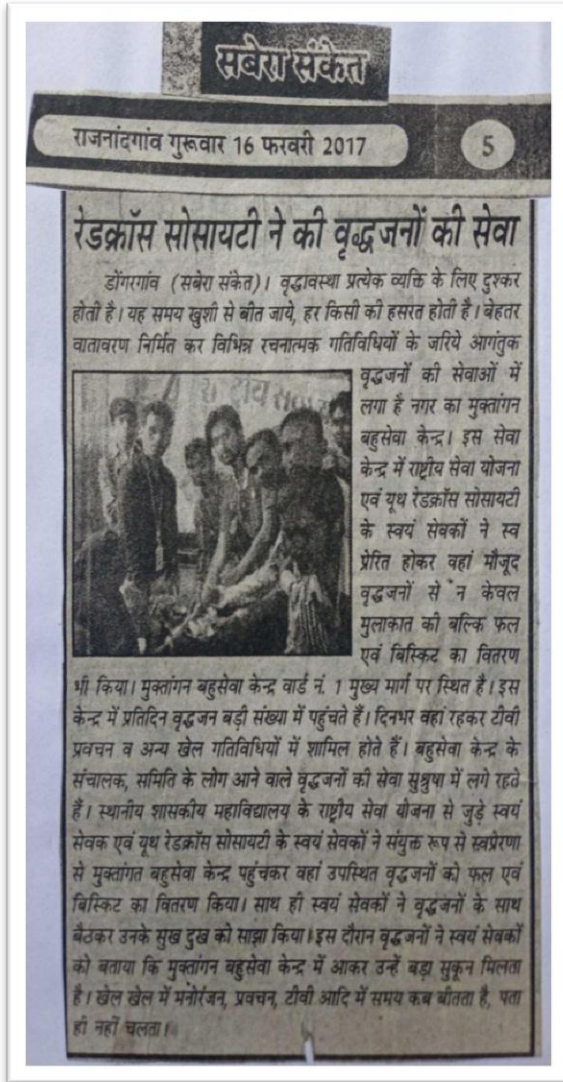 सबेरा संकेत
राजनांदगांव गुरूवार 16 फरवरी 2017
5
रेडक्रॉस सोसायटी ने की वृद्धजनों की सेवा
डोंगरगांव (सबेरा संकेत)। वृद्धावस्था प्रत्येक व्यक्ति के लिए दुश्कर
होती है। यह समय खुशी से बीत जाये, हर किसी की हसरत होती है। बेहतर
वातावरण निर्मित कर विभिन्न रचनात्मक गतिविधियों के जरिये आगंतुक
वृद्धजनों की सेवाओं में
लगा है नगर का मुक्तांगन
बहुसेवा केन्द्र। इस सेवा
केन्द्र में राष्ट्रीय सेवा योजना
एवं यूथ रेडक्रॉस सोसायटी
के स्वयं सेवकों ने स्व
प्रेरित होकर वहां मौजूद
वृद्धजनों से न केवल
मुलाकात की बल्कि फल
एवं बिस्किट का वितरण
भी किया। मुक्तांगन बहुसेवा केन्द्र वार्ड नं. 1 मुख्य मार्ग पर स्थित है। इस
केन्द्र में प्रतिदिन वृद्धजन बड़ी संख्या में पहुंचते हैं। दिनभर वहां रहकर टीवी
प्रवचन व अन्य खेल गतिविधियों में शामिल होते हैं। बहुसेवा केन्द्र के
संचालक, समिति के लोग आने वाले वृद्धजनों की सेवा सुश्रुषा में लगे रहते
हैं। स्थानीय शासकीय महाविद्यालय के राष्ट्रीय सेवा योजना से जुड़े स्वयं
सेवक एवं यूथ रेडक्रॉस सोसायटी के स्वयं सेवकों ने संयुक्त रूप से स्वप्रेरणा
से मुक्तांगत बहुसेवा केन्द्र पहुंचकर वहां उपस्थित वृद्धजनों को फल एवं
बिस्किट का वितरण किया। साथ ही स्वयं सेवकों ने वृद्धजनों के साथ
बैठकर उनके सुख दुख को साझा किया। इस दौरान वृद्धजनों ने स्वयं सेवकों
को बताया कि मुक्तांगन बहुसेवा केन्द्र में आकर उन्हें बड़ा सुकून मिलता
है। खेल खेल में मनोरंजन, प्रवचन, टीवी आदि में समय कब बीतता है, पता
ही नहीं चलता।